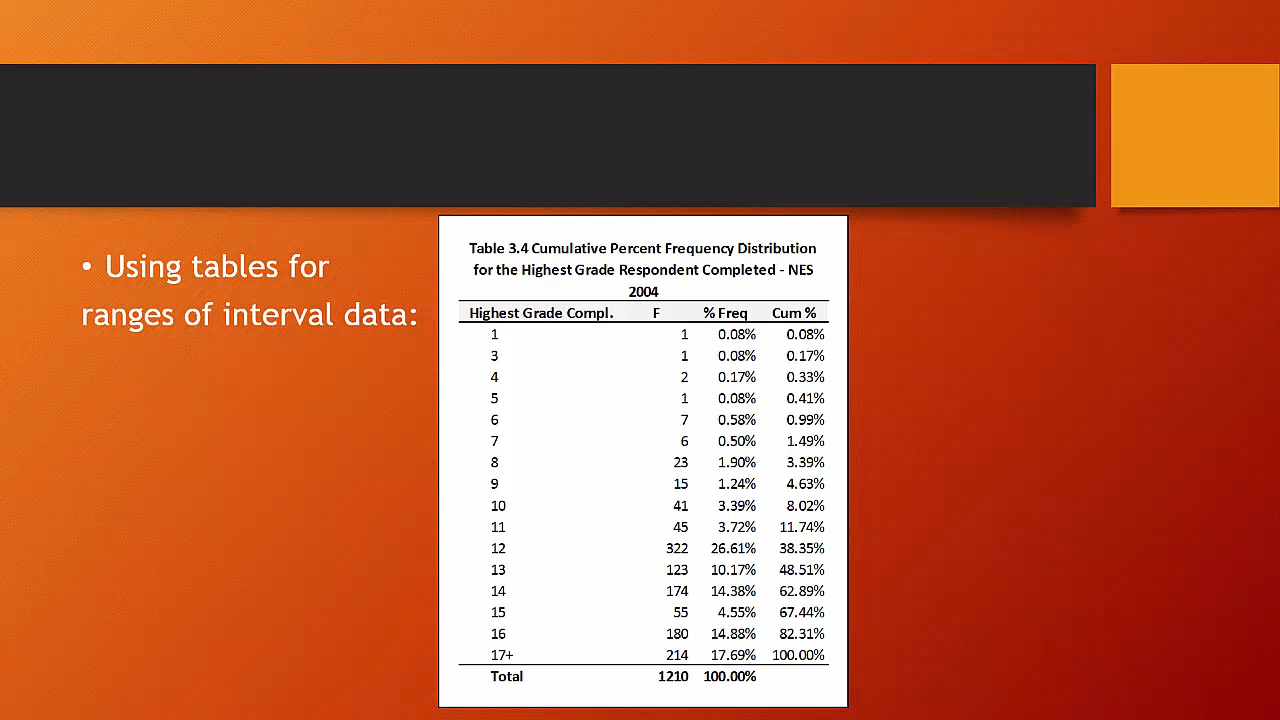 • Using tables for
ranges of interval data:
Table 3.4 Cumulative Percent Frequency Distribution
for the Highest Grade Respondent Completed - NES
2004
Highest Grade Compl. F % Freq Cum %
1 1 0.08% 0.08%
3 1 0.08% 0.17%
4 2 0.17% 0.33%
5 1 0.08% 0.41%
6 7 0.58% 0.99%
7 6 0.50% 1.49%
8 23 1.90% 3.39%
9 15 1.24% 4.63%
10 41 3.39% 8.02%
11 45 3.72% 11.74%
12 322 26.61% 38.35%
13 123 10.17% 48.51%
14 174 14.38% 62.89%
15 55 4.55% 67.44%
16 180 14.88% 82.31%
17+ 214 17.69% 100.00%
Total 1210 100.00%